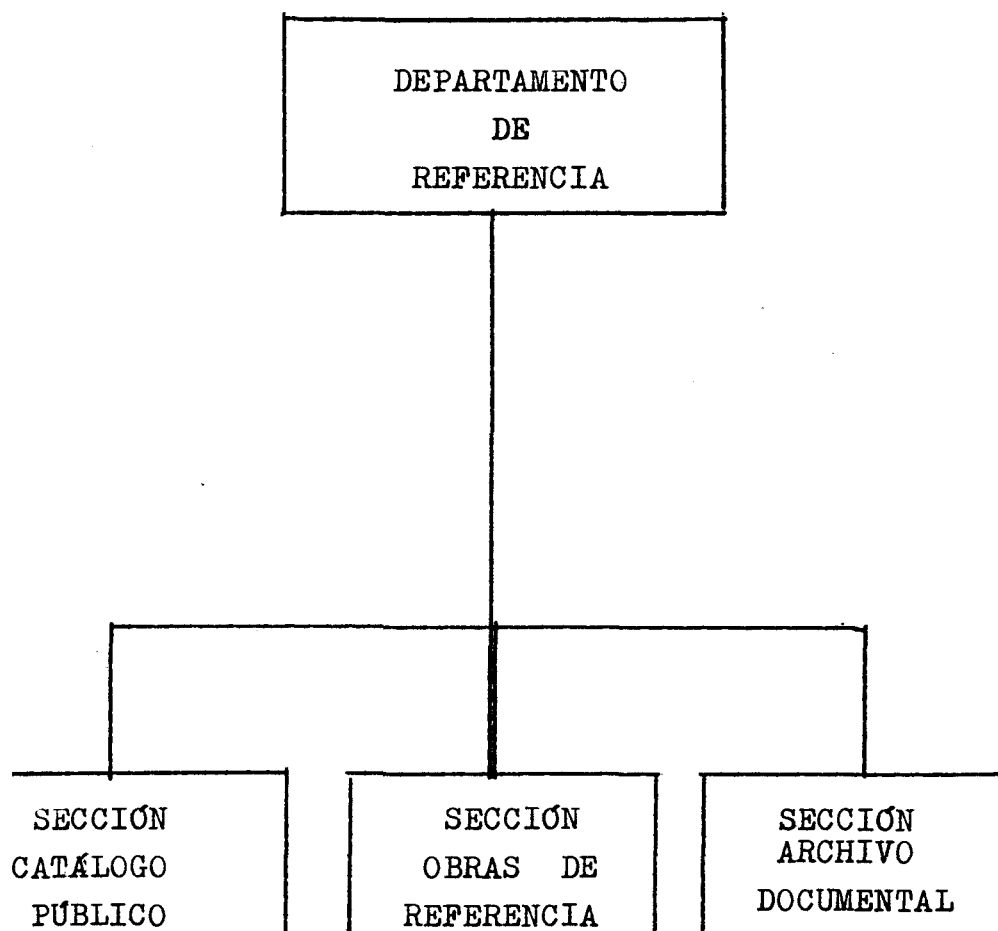 DEPARTAMENTO
DE
REFERENCIA
SECCIÓN
CATÁLOGO
PÚBLICO
SECCIÓN
OBRAS DE
REFERENCIA
SECCIÓN
ARCHIVO
DOCUMENTAL